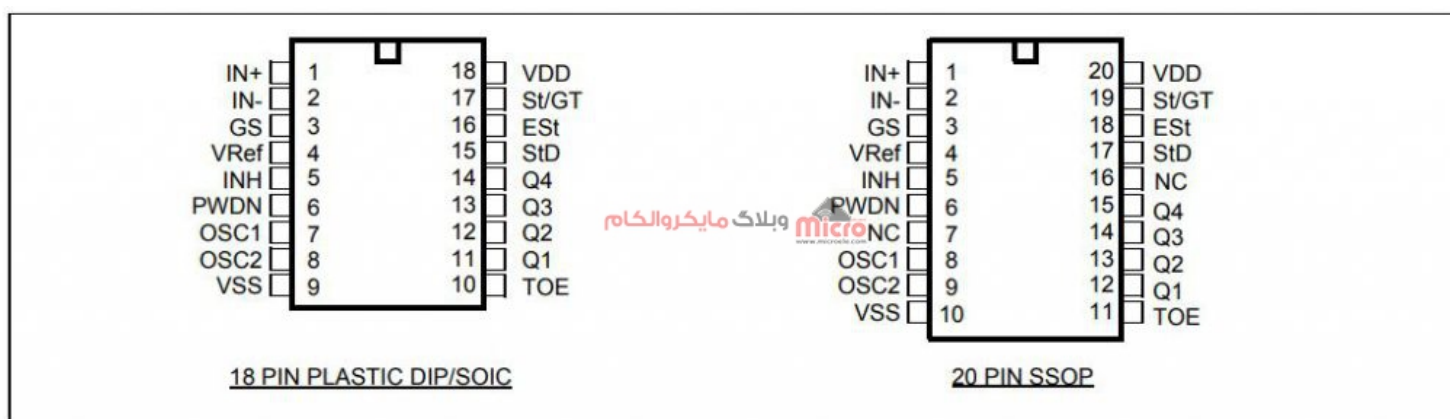 IN+ 1 18 VDD
IN- 2 17 St/GT
GS 3 16 ESt
VRef 4 15 StD
INH 5 14 Q4
PWDN 6 13 Q3
OSC1 7 12 Q2
OSC2 8 11 Q1
VSS 9 10 TOE
18 PIN PLASTIC DIP/SOIC
وبلاگ مایکروالکام
micro
www.microele.com
IN+ 1 20 VDD
IN- 2 19 St/GT
GS 3 18 ESt
VRef 4 17 StD
INH 5 16 NC
PWDN 6 15 Q4
NC 7 14 Q3
OSC1 8 13 Q2
OSC2 9 12 Q1
VSS 10 11 TOE
20 PIN SSOP